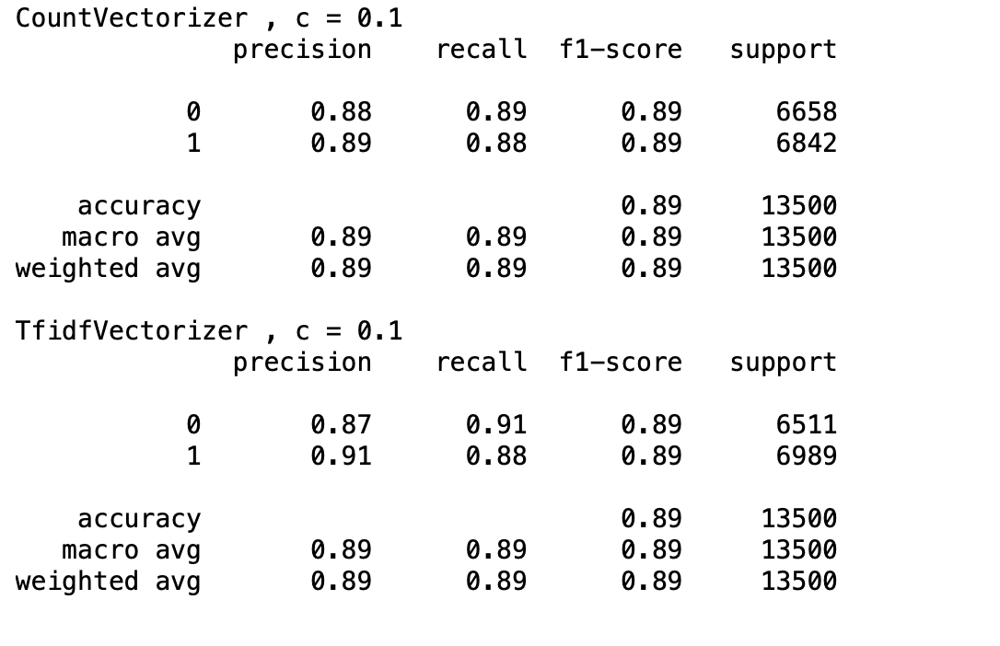 CountVectorizer , c = 0.1
precision recall f1-score support
0 0.88 0.89 0.89 6658
1 0.89 0.88 0.89 6842
accuracy 0.89 13500
macro avg 0.89 0.89 0.89 13500
weighted avg 0.89 0.89 0.89 13500
TfidfVectorizer , c = 0.1
precision recall f1-score support
0 0.87 0.91 0.89 6511
1 0.91 0.88 0.89 6989
accuracy 0.89 13500
macro avg 0.89 0.89 0.89 13500
weighted avg 0.89 0.89 0.89 13500